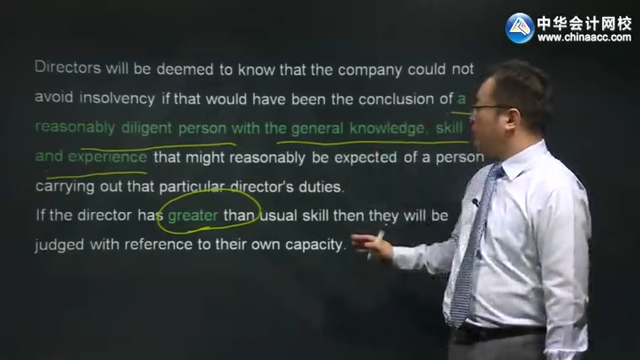 中华会计网校
www.chinaacc.com
Directors will be deemed to know that the company could not
avoid insolvency if that would have been the conclusion of a
reasonably diligent person with the general knowledge, skill
and experience that might reasonably be expected of a person
carrying out that particular director's duties.
If the director has greater than usual skill then they will be
judged with reference to their own capacity.